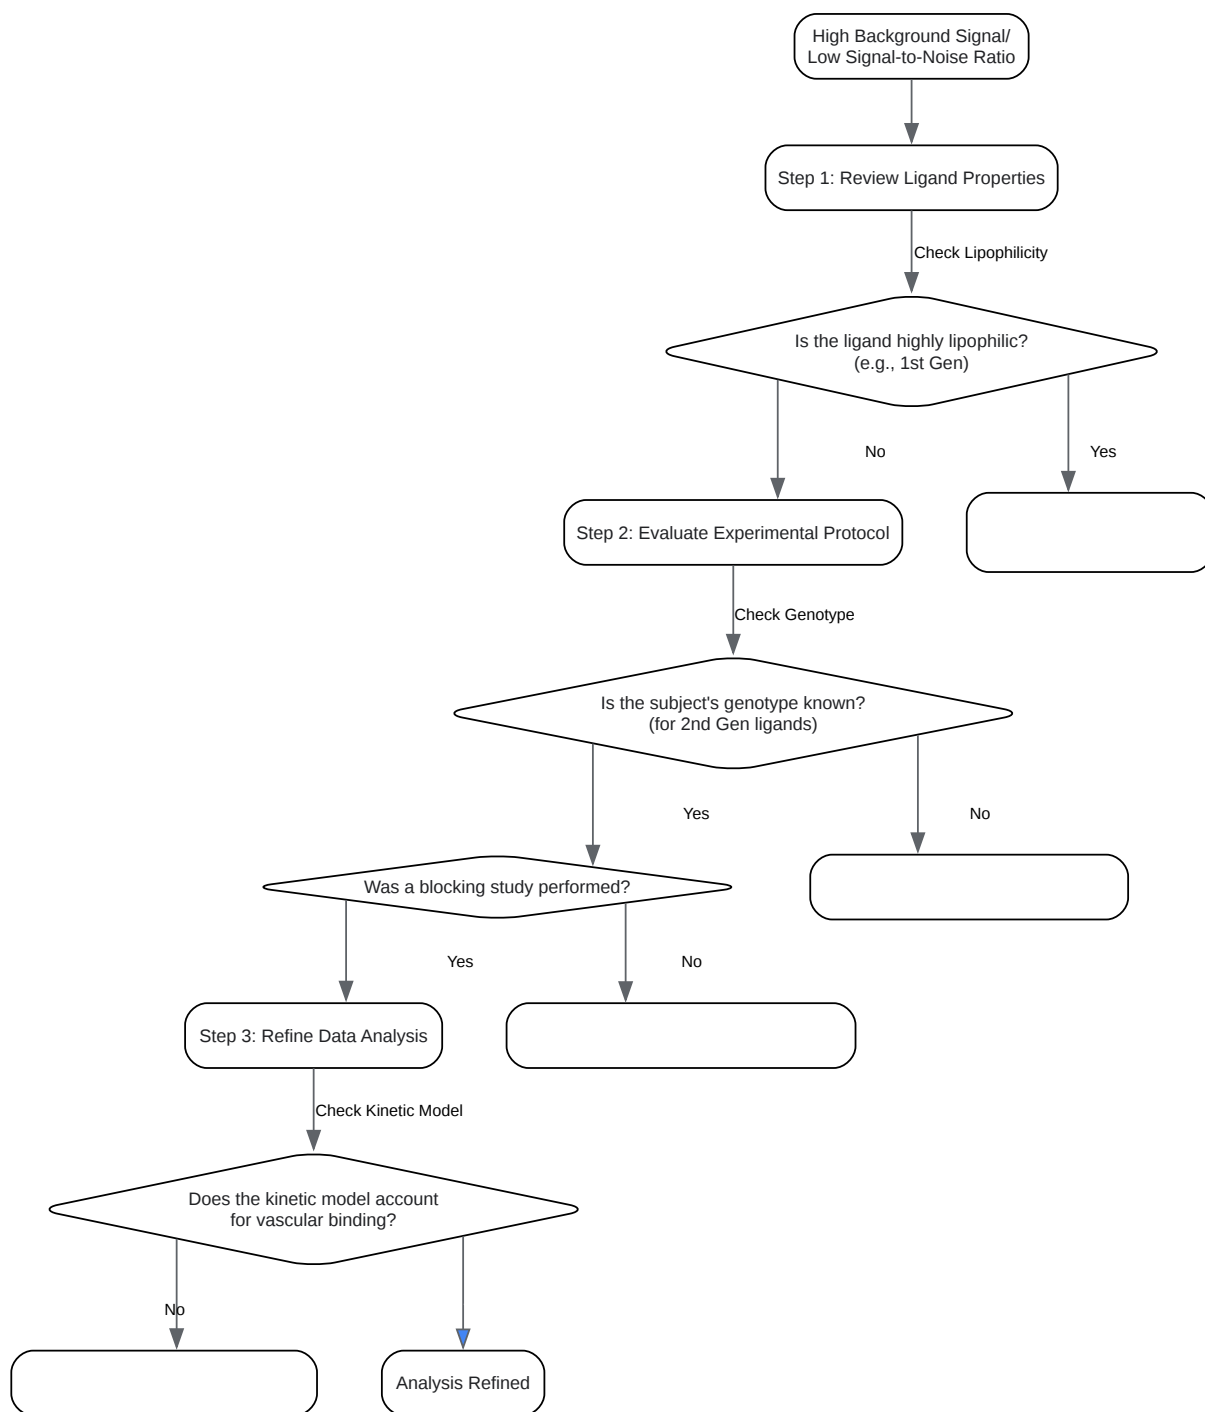 High Background Signal/
Low Signal-to-Noise Ratio
Step 1: Review Ligand Properties
Check Lipophilicity
Is the ligand highly lipophilic?
(e.g., 1st Gen)
No
Yes
Step 2: Evaluate Experimental Protocol
Check Genotype
Is the subject's genotype known?
(for 2nd Gen ligands)
Yes
No
Was a blocking study performed?
Yes
No
Step 3: Refine Data Analysis
Check Kinetic Model
Does the kinetic model account
for vascular binding?
No
Analysis Refined